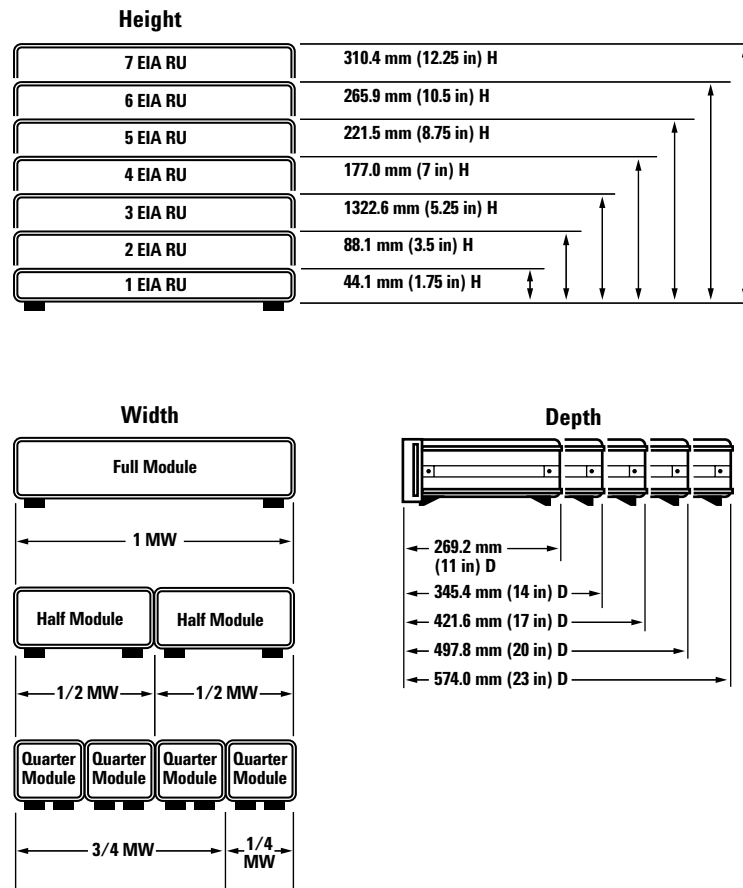 Height
7 EIA RU
310.4 mm (12.25 in) H
6 EIA RU
265.9 mm (10.5 in) H
5 EIA RU
221.5 mm (8.75 in) H
4 EIA RU
177.0 mm (7 in) H
3 EIA RU
1322.6 mm (5.25 in) H
2 EIA RU
88.1 mm (3.5 in) H
1 EIA RU
44.1 mm (1.75 in) H
Width
Full Module
1 MW
Half Module
Half Module
1/2 MW
1/2 MW
Quarter
Module
Quarter
Module
Quarter
Module
Quarter
Module
3/4 MW
1/4
MW
Depth
269.2 mm
(11 in) D
345.4 mm (14 in) D
421.6 mm (17 in) D
497.8 mm (20 in) D
574.0 mm (23 in) D